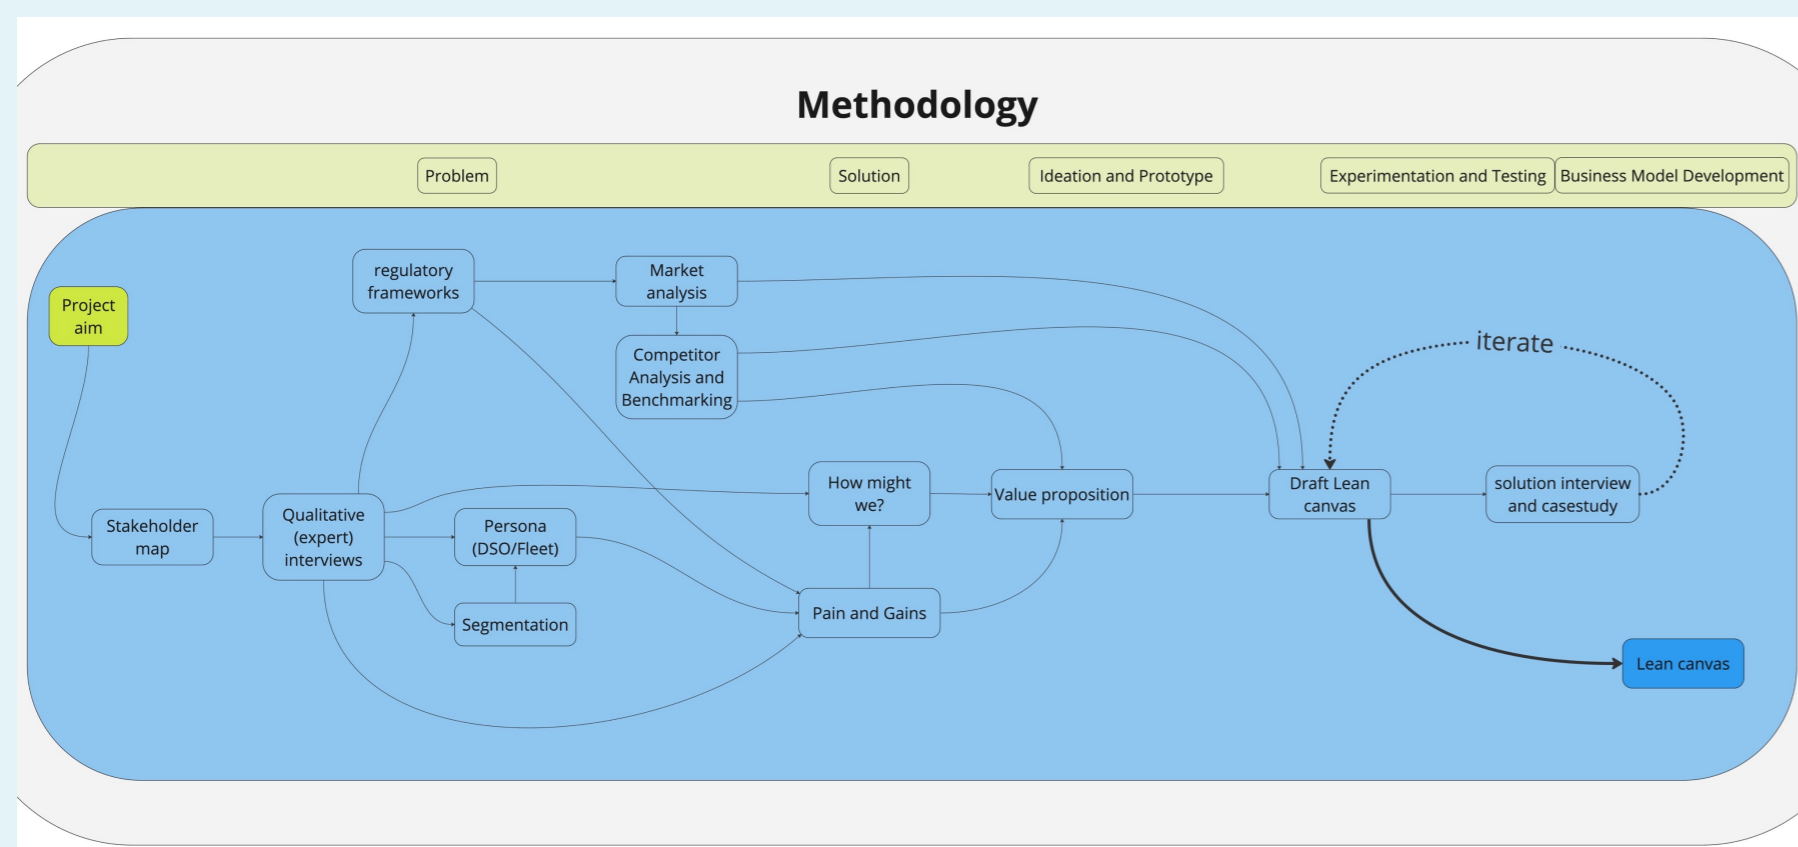 Methodology
Problem
Solution
Ideation and Prototype
Experimentation and Testing
Business Model Development
Project
aim
regulatory
frameworks
Market
analysis
Competitor
Analysis and
Benchmarking
iterate
Stakeholder
map
Qualitative
(expert)
interviews
Persona
(DSO/Fleet)
Segmentation
How might
we?
Pain and Gains
Value proposition
Draft Lean
canvas
solution interview
and casestudy
Lean canvas